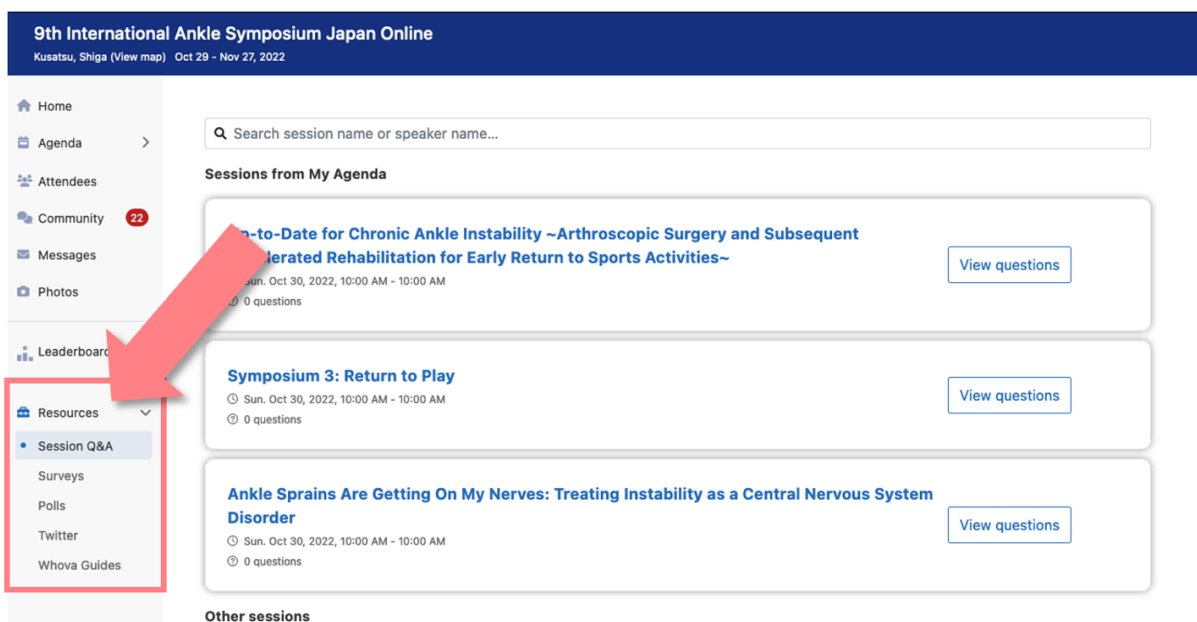 9th International Ankle Symposium Japan Online
Kusatsu, Shiga (View map) Oct 29 - Nov 27, 2022
Home
Agenda
Attendees
Community 22
Messages
Photos
Leaderboard
Resources
Session Q&A
Surveys
Polls
Twitter
Whova Guides
Search session name or speaker name...
Sessions from My Agenda
Up-to-Date for Chronic Ankle Instability ~Arthroscopic Surgery and Subsequent
Rehabilitation for Early Return to Sports Activities~
Sun. Oct 30, 2022, 10:00 AM - 10:00 AM
0 questions
View questions
Symposium 3: Return to Play
Sun. Oct 30, 2022, 10:00 AM - 10:00 AM
0 questions
View questions
Ankle Sprains Are Getting On My Nerves: Treating Instability as a Central Nervous System
Disorder
Sun. Oct 30, 2022, 10:00 AM - 10:00 AM
0 questions
View questions
Other sessions